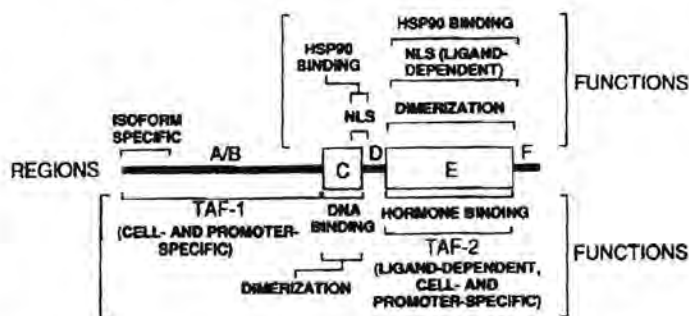 HSP90 BINDING
HSP90
BINDING
NLS (LIGAND-
DEPENDENT)
FUNCTIONS
NLS
DIMERIZATION
ISOFORM
SPECIFIC
REGIONS
A/B
C
D
E
F
TAF-1
(CELL- AND PROMOTER-
SPECIFIC)
DNA
BINDING
HORMONE BINDING
TAF-2
(LIGAND-DEPENDENT,
CELL- AND
PROMOTER-SPECIFIC)
FUNCTIONS
DIMERIZATION